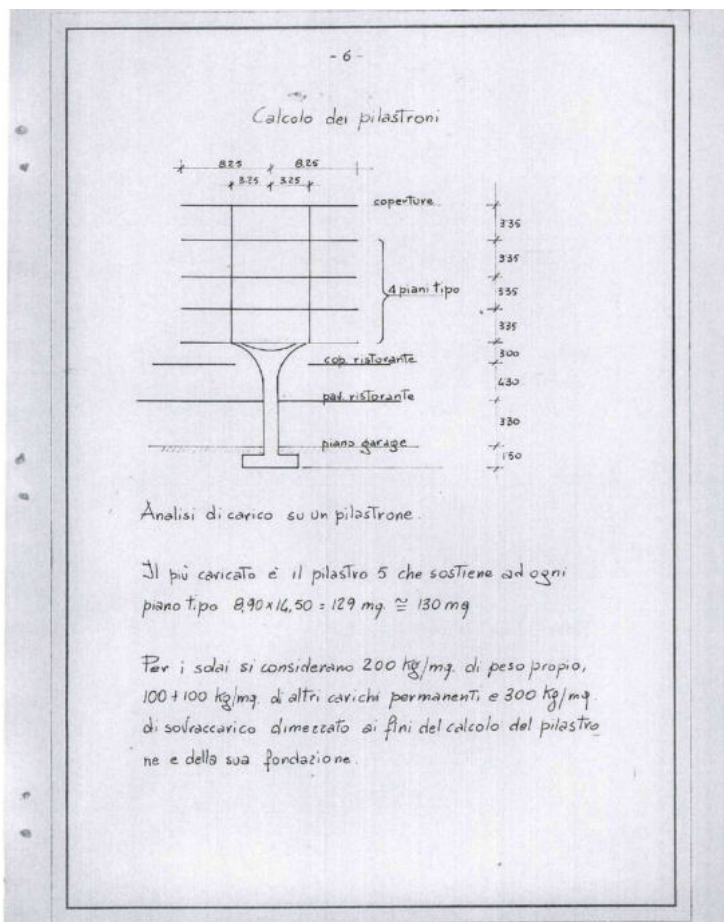 - 6 -
Calcolo dei pilastroni
8.25 8.25
3.25 3.25
coperture
335
335
4 piani tipo
335
335
cop. ristorante
300
430
pav. ristorante
330
piano garage
150
Analisi di carico su un pilastrone.
Il più caricato è il pilastro 5 che sostiene ad ogni
piano tipo 8,90 x 14,50 = 129 mq. ≅ 130 mq
Per i solai si considerano 200 kg/mq. di peso proprio,
100 + 100 kg/mq. di altri carichi permanenti e 300 kg/mq.
di sovraccarico dimezzato ai fini del calcolo del pilastro
ne e della sua fondazione.